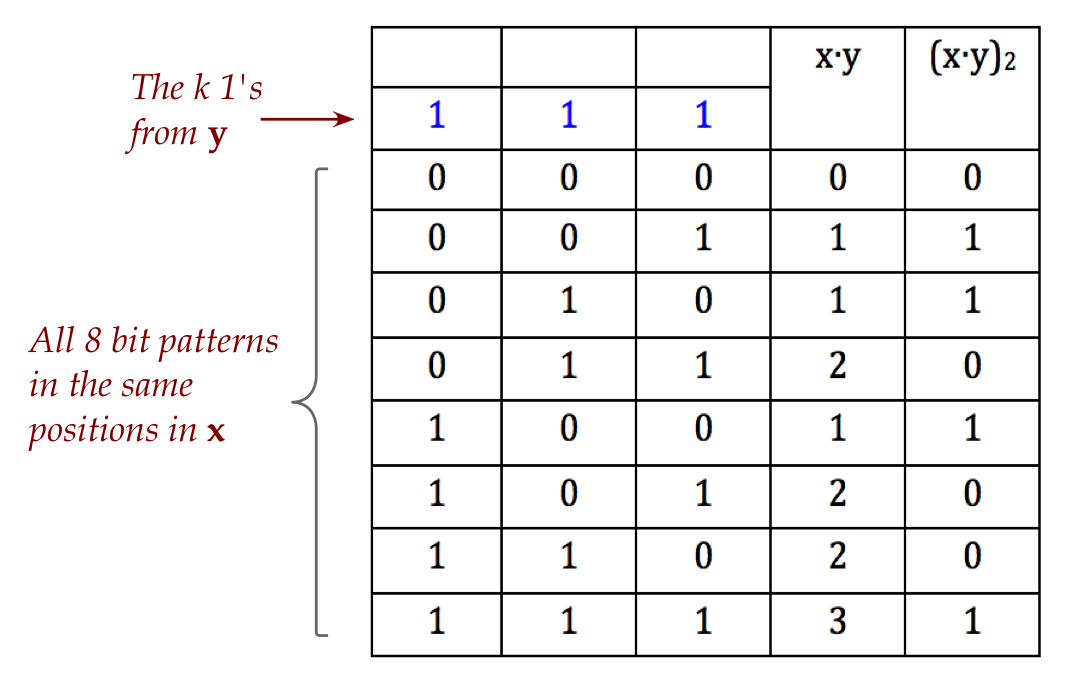 x·y (x·y)₂
The k 1's
from y
1 1 1
0 0 0 0 0
0 0 1 1 1
0 1 0 1 1
0 1 1 2 0
All 8 bit patterns
in the same
positions in x
1 0 0 1 1
1 0 1 2 0
1 1 0 2 0
1 1 1 3 1